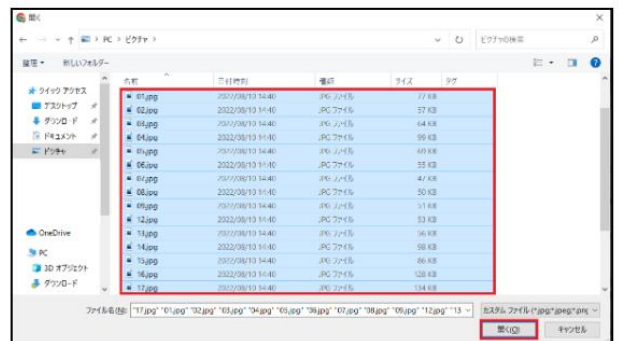 開く
PC > ピクチャ
ピクチャの検索
整理 新しいフォルダー
名前 日付時刻 種類 サイズ タグ
クイック アクセス
デスクトップ
ダウンロード
ドキュメント
ピクチャ
OneDrive
PC
3D オブジェクト
ダウンロード
01.jpg 2022/08/10 14:40 JPG ファイル 77 KB
02.jpg 2022/08/10 14:40 JPG ファイル 57 KB
03.jpg 2022/08/10 14:40 JPG ファイル 64 KB
04.jpg 2022/08/10 14:40 JPG ファイル 99 KB
05.jpg 2022/08/10 14:40 JPG ファイル 69 KB
06.jpg 2022/08/10 14:40 JPG ファイル 55 KB
07.jpg 2022/08/10 14:40 JPG ファイル 47 KB
08.jpg 2022/08/10 14:40 JPG ファイル 50 KB
09.jpg 2022/08/10 14:40 JPG ファイル 51 KB
12.jpg 2022/08/10 14:40 JPG ファイル 53 KB
13.jpg 2022/08/10 14:40 JPG ファイル 56 KB
14.jpg 2022/08/10 14:40 JPG ファイル 98 KB
15.jpg 2022/08/10 14:40 JPG ファイル 86 KB
16.jpg 2022/08/10 14:40 JPG ファイル 128 KB
17.jpg 2022/08/10 14:40 JPG ファイル 134 KB
ファイル名(N): "17.jpg" "01.jpg" "02.jpg" "03.jpg" "04.jpg" "05.jpg" "06.jpg" "07.jpg" "08.jpg" "09.jpg" "12.jpg" "13
カスタム ファイル (*.jpg;*.jpeg;*.png
開く(O) キャンセル